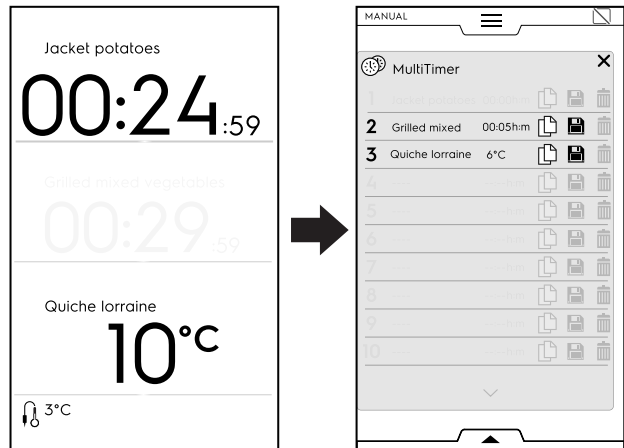 Jacket potatoes
00:24:59
Grilled mixed vegetables
00:29:59
Quiche lorraine
10°C
3°C
MANUAL
MultiTimer
1 Jacket potatoes 00:00h:m
2 Grilled mixed 00:05h:m
3 Quiche lorraine 6°C
4 --- --:--h:m
5 --- --:--h:m
6 --- --:--h:m
7 --- --:--h:m
8 --- --:--h:m
9 --- --:--h:m
10 --- --:--h:m